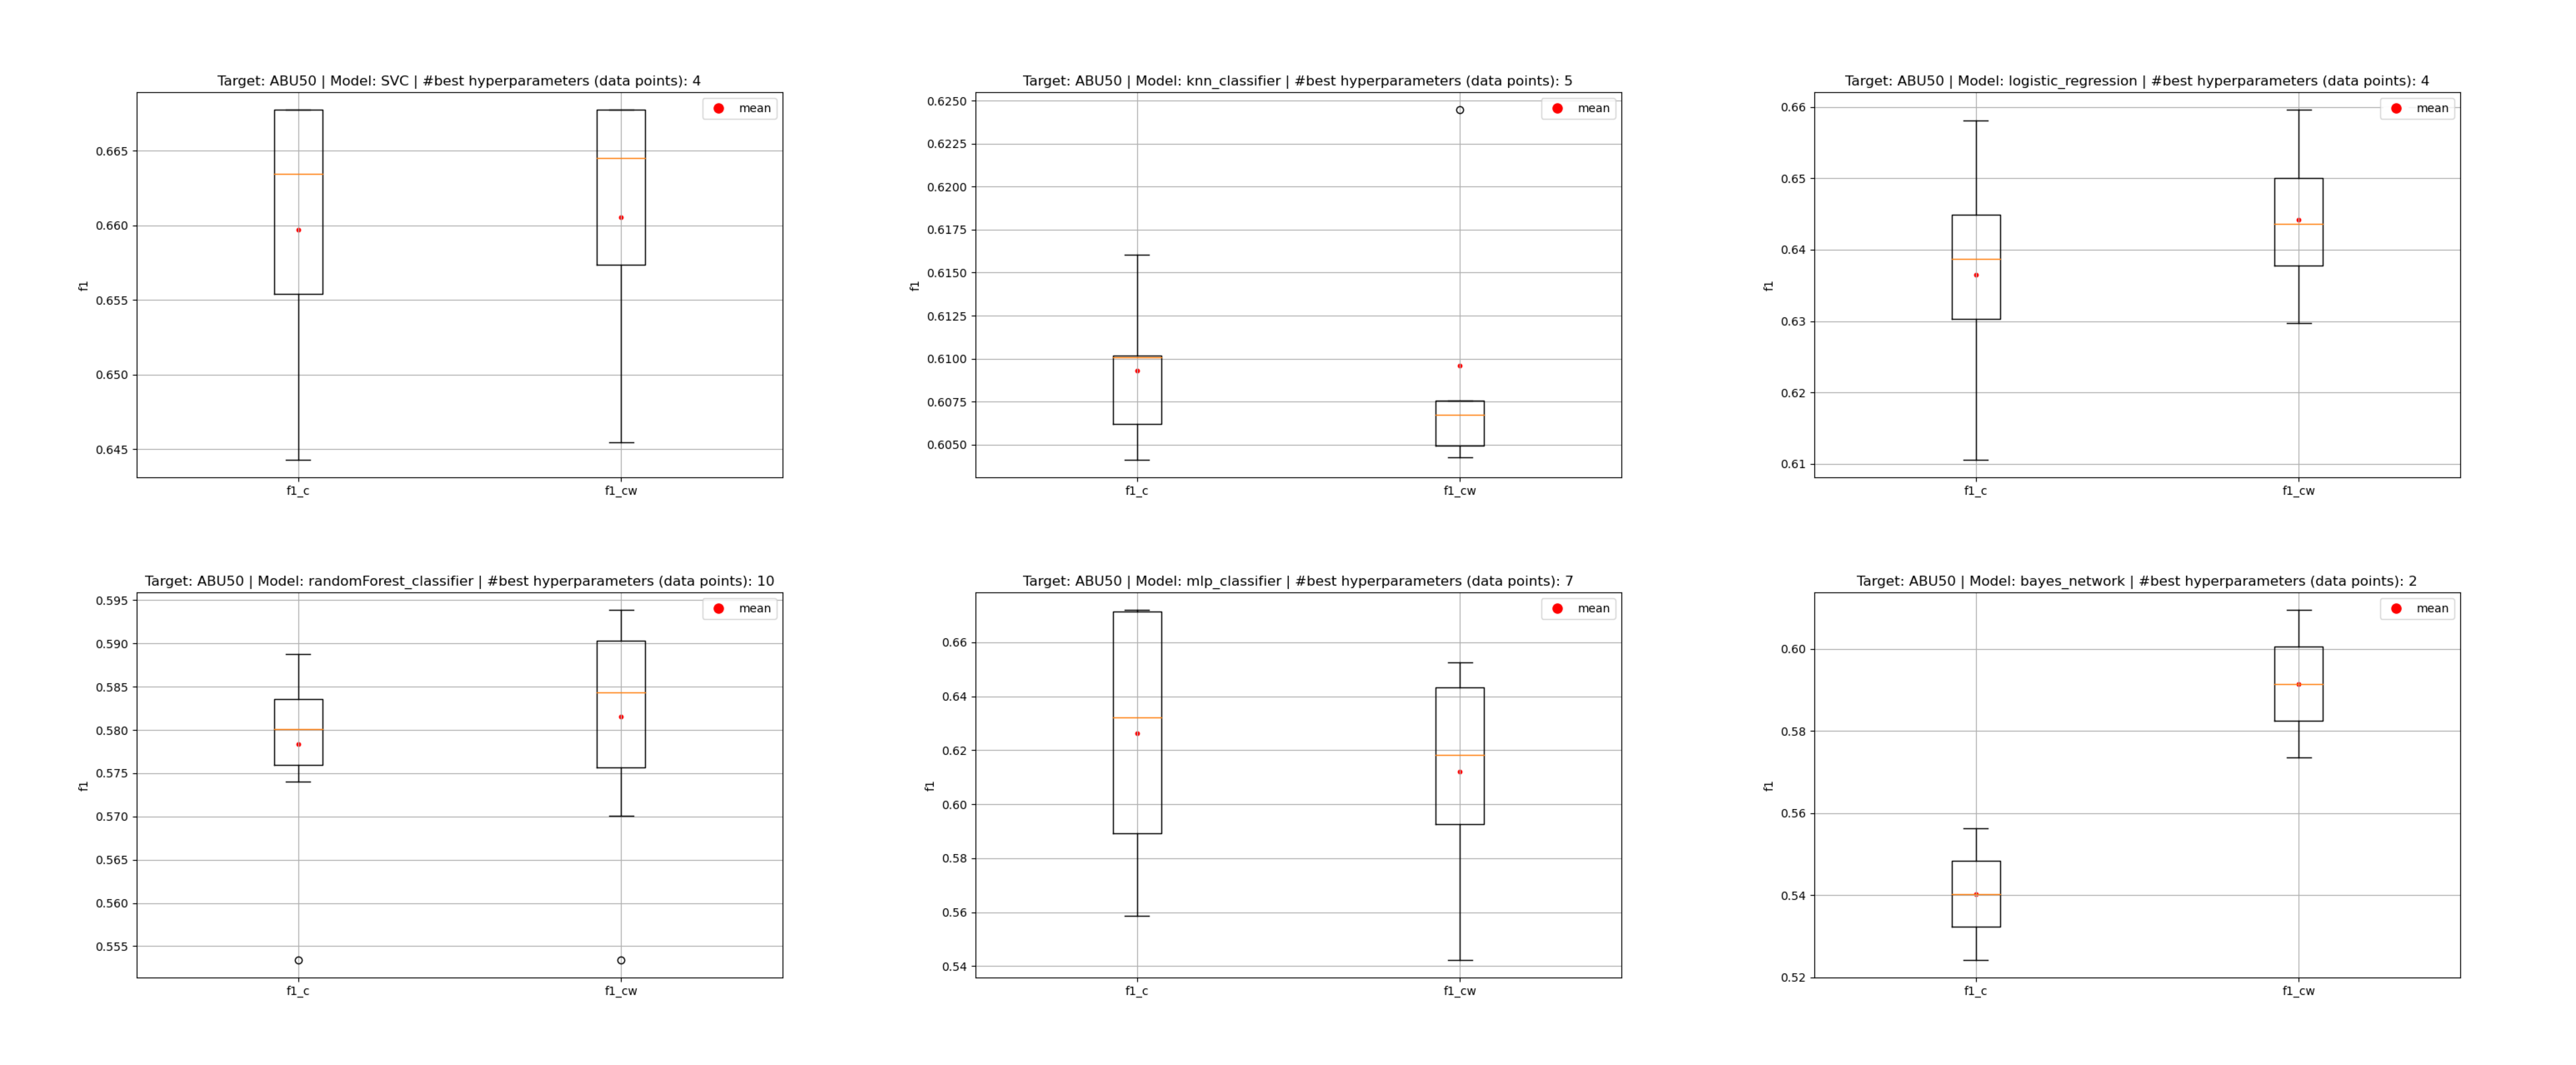 Target: ABU50 | Model: SVC | #best hyperparameters (data points): 4
mean
0.665
0.660
0.655
0.650
0.645
f1
f1_c
f1_cw
Target: ABU50 | Model: knn_classifier | #best hyperparameters (data points): 5
mean
0.6250
0.6225
0.6200
0.6175
0.6150
0.6125
0.6100
0.6075
0.6050
f1
f1_c
f1_cw
Target: ABU50 | Model: logistic_regression | #best hyperparameters (data points): 4
mean
0.66
0.65
0.64
0.63
0.62
0.61
f1
f1_c
f1_cw
Target: ABU50 | Model: randomForest_classifier | #best hyperparameters (data points): 10
mean
0.595
0.590
0.585
0.580
0.575
0.570
0.565
0.560
0.555
f1
f1_c
f1_cw
Target: ABU50 | Model: mlp_classifier | #best hyperparameters (data points): 7
mean
0.66
0.64
0.62
0.60
0.58
0.56
0.54
f1
f1_c
f1_cw
Target: ABU50 | Model: bayes_network | #best hyperparameters (data points): 2
mean
0.60
0.58
0.56
0.54
0.52
f1
f1_c
f1_cw